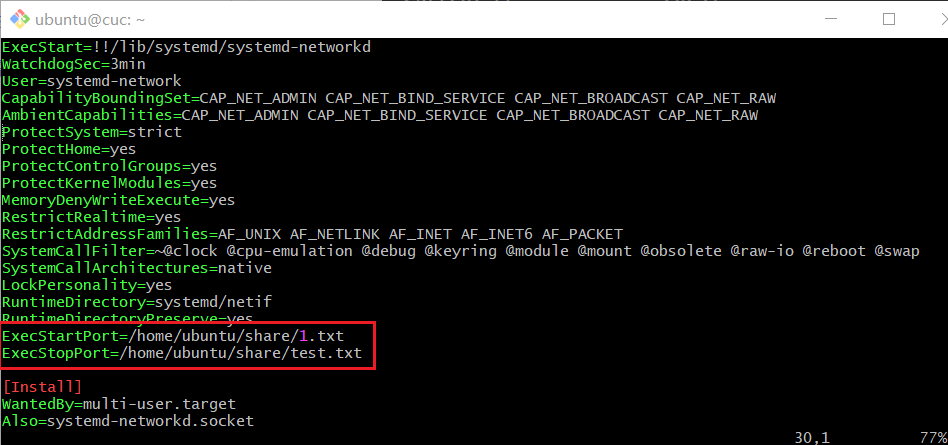 ubuntu@cuc: ~
ExecStart=!!/lib/systemd/systemd-networkd
WatchdogSec=3min
User=systemd-network
CapabilityBoundingSet=CAP_NET_ADMIN CAP_NET_BIND_SERVICE CAP_NET_BROADCAST CAP_NET_RAW
AmbientCapabilities=CAP_NET_ADMIN CAP_NET_BIND_SERVICE CAP_NET_BROADCAST CAP_NET_RAW
ProtectSystem=strict
ProtectHome=yes
ProtectControlGroups=yes
ProtectKernelModules=yes
MemoryDenyWriteExecute=yes
RestrictRealtime=yes
RestrictAddressFamilies=AF_UNIX AF_NETLINK AF_INET AF_INET6 AF_PACKET
SystemCallFilter=~@clock @cpu-emulation @debug @keyring @module @mount @obsolete @raw-io @reboot @swap
SystemCallArchitectures=native
LockPersonality=yes
RuntimeDirectory=systemd/netif
RuntimeDirectoryPreserve=yes
ExecStartPort=/home/ubuntu/share/1.txt
ExecStopPort=/home/ubuntu/share/test.txt
[Install]
WantedBy=multi-user.target
Also=systemd-networkd.socket
30,1 77%